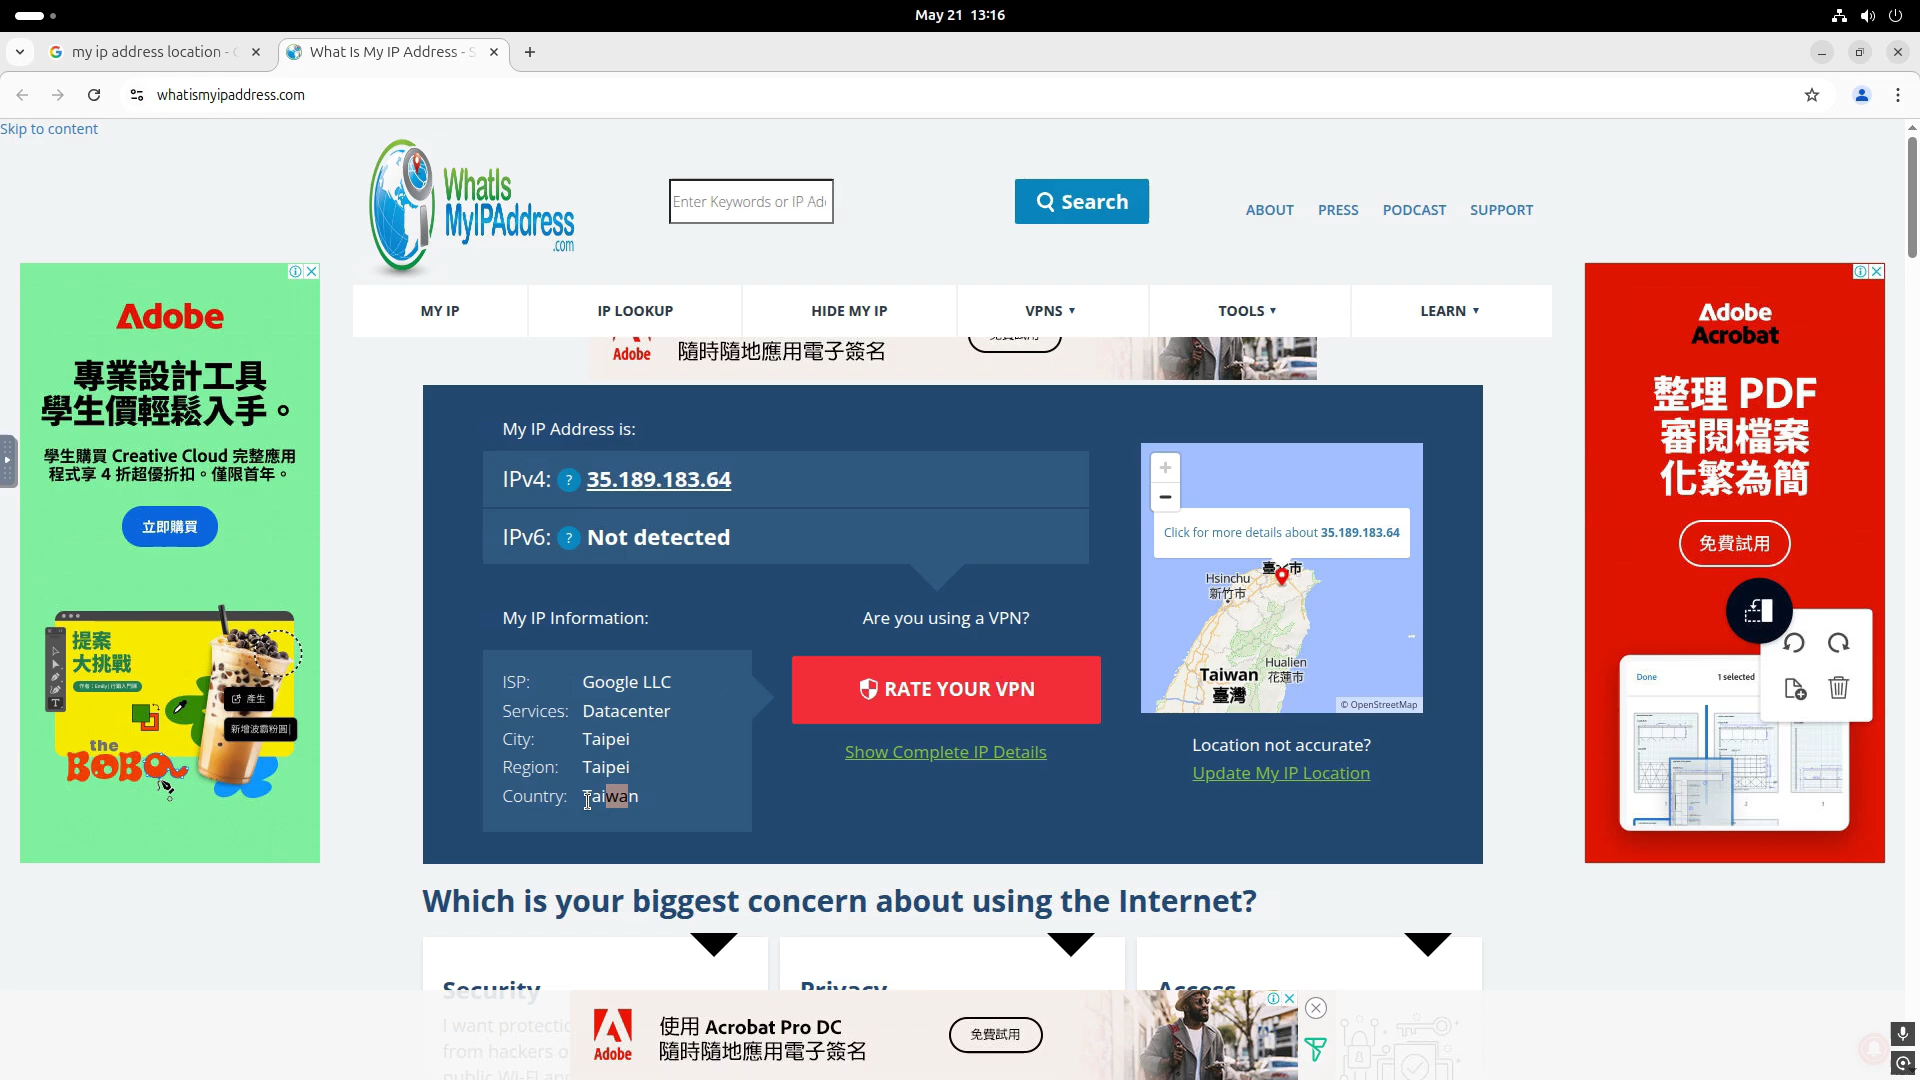 May 21 13:16
my ip address location -
What Is My IP Address - S
whatismyipaddress.com
Skip to content
WhatIs
MyIPAddress
.com
Enter Keywords or IP Ad
Search
ABOUT
PRESS
PODCAST
SUPPORT
MY IP
IP LOOKUP
HIDE MY IP
VPNS
TOOLS
LEARN
Adobe
隨時隨地應用電子簽名
Adobe
專業設計工具
學生價輕鬆入手。
學生購買 Creative Cloud 完整應用
程式享 4 折超優折扣。僅限首年。
立即購買
提案
大挑戰
產生
新增波霸粉圓
the
BOBA
My IP Address is:
IPv4: ? 35.189.183.64
IPv6: ? Not detected
My IP Information:
ISP: Google LLC
Services: Datacenter
City: Taipei
Region: Taipei
Country: Taiwan
Are you using a VPN?
RATE YOUR VPN
Show Complete IP Details
+
−
Click for more details about 35.189.183.64
Hsinchu
新竹市
Hualien
花蓮市
Taiwan
臺灣
© OpenStreetMap
Location not accurate?
Update My IP Location
Adobe
Acrobat
整理 PDF
審閱檔案
化繁為簡
免費試用
Done
1 selected
1
2
3
Which is your biggest concern about using the Internet?
Security
Privacy
Access
I want protectio
from hackers o
public Wi-Fi an
Adobe
使用 Acrobat Pro DC
隨時隨地應用電子簽名
免費試用